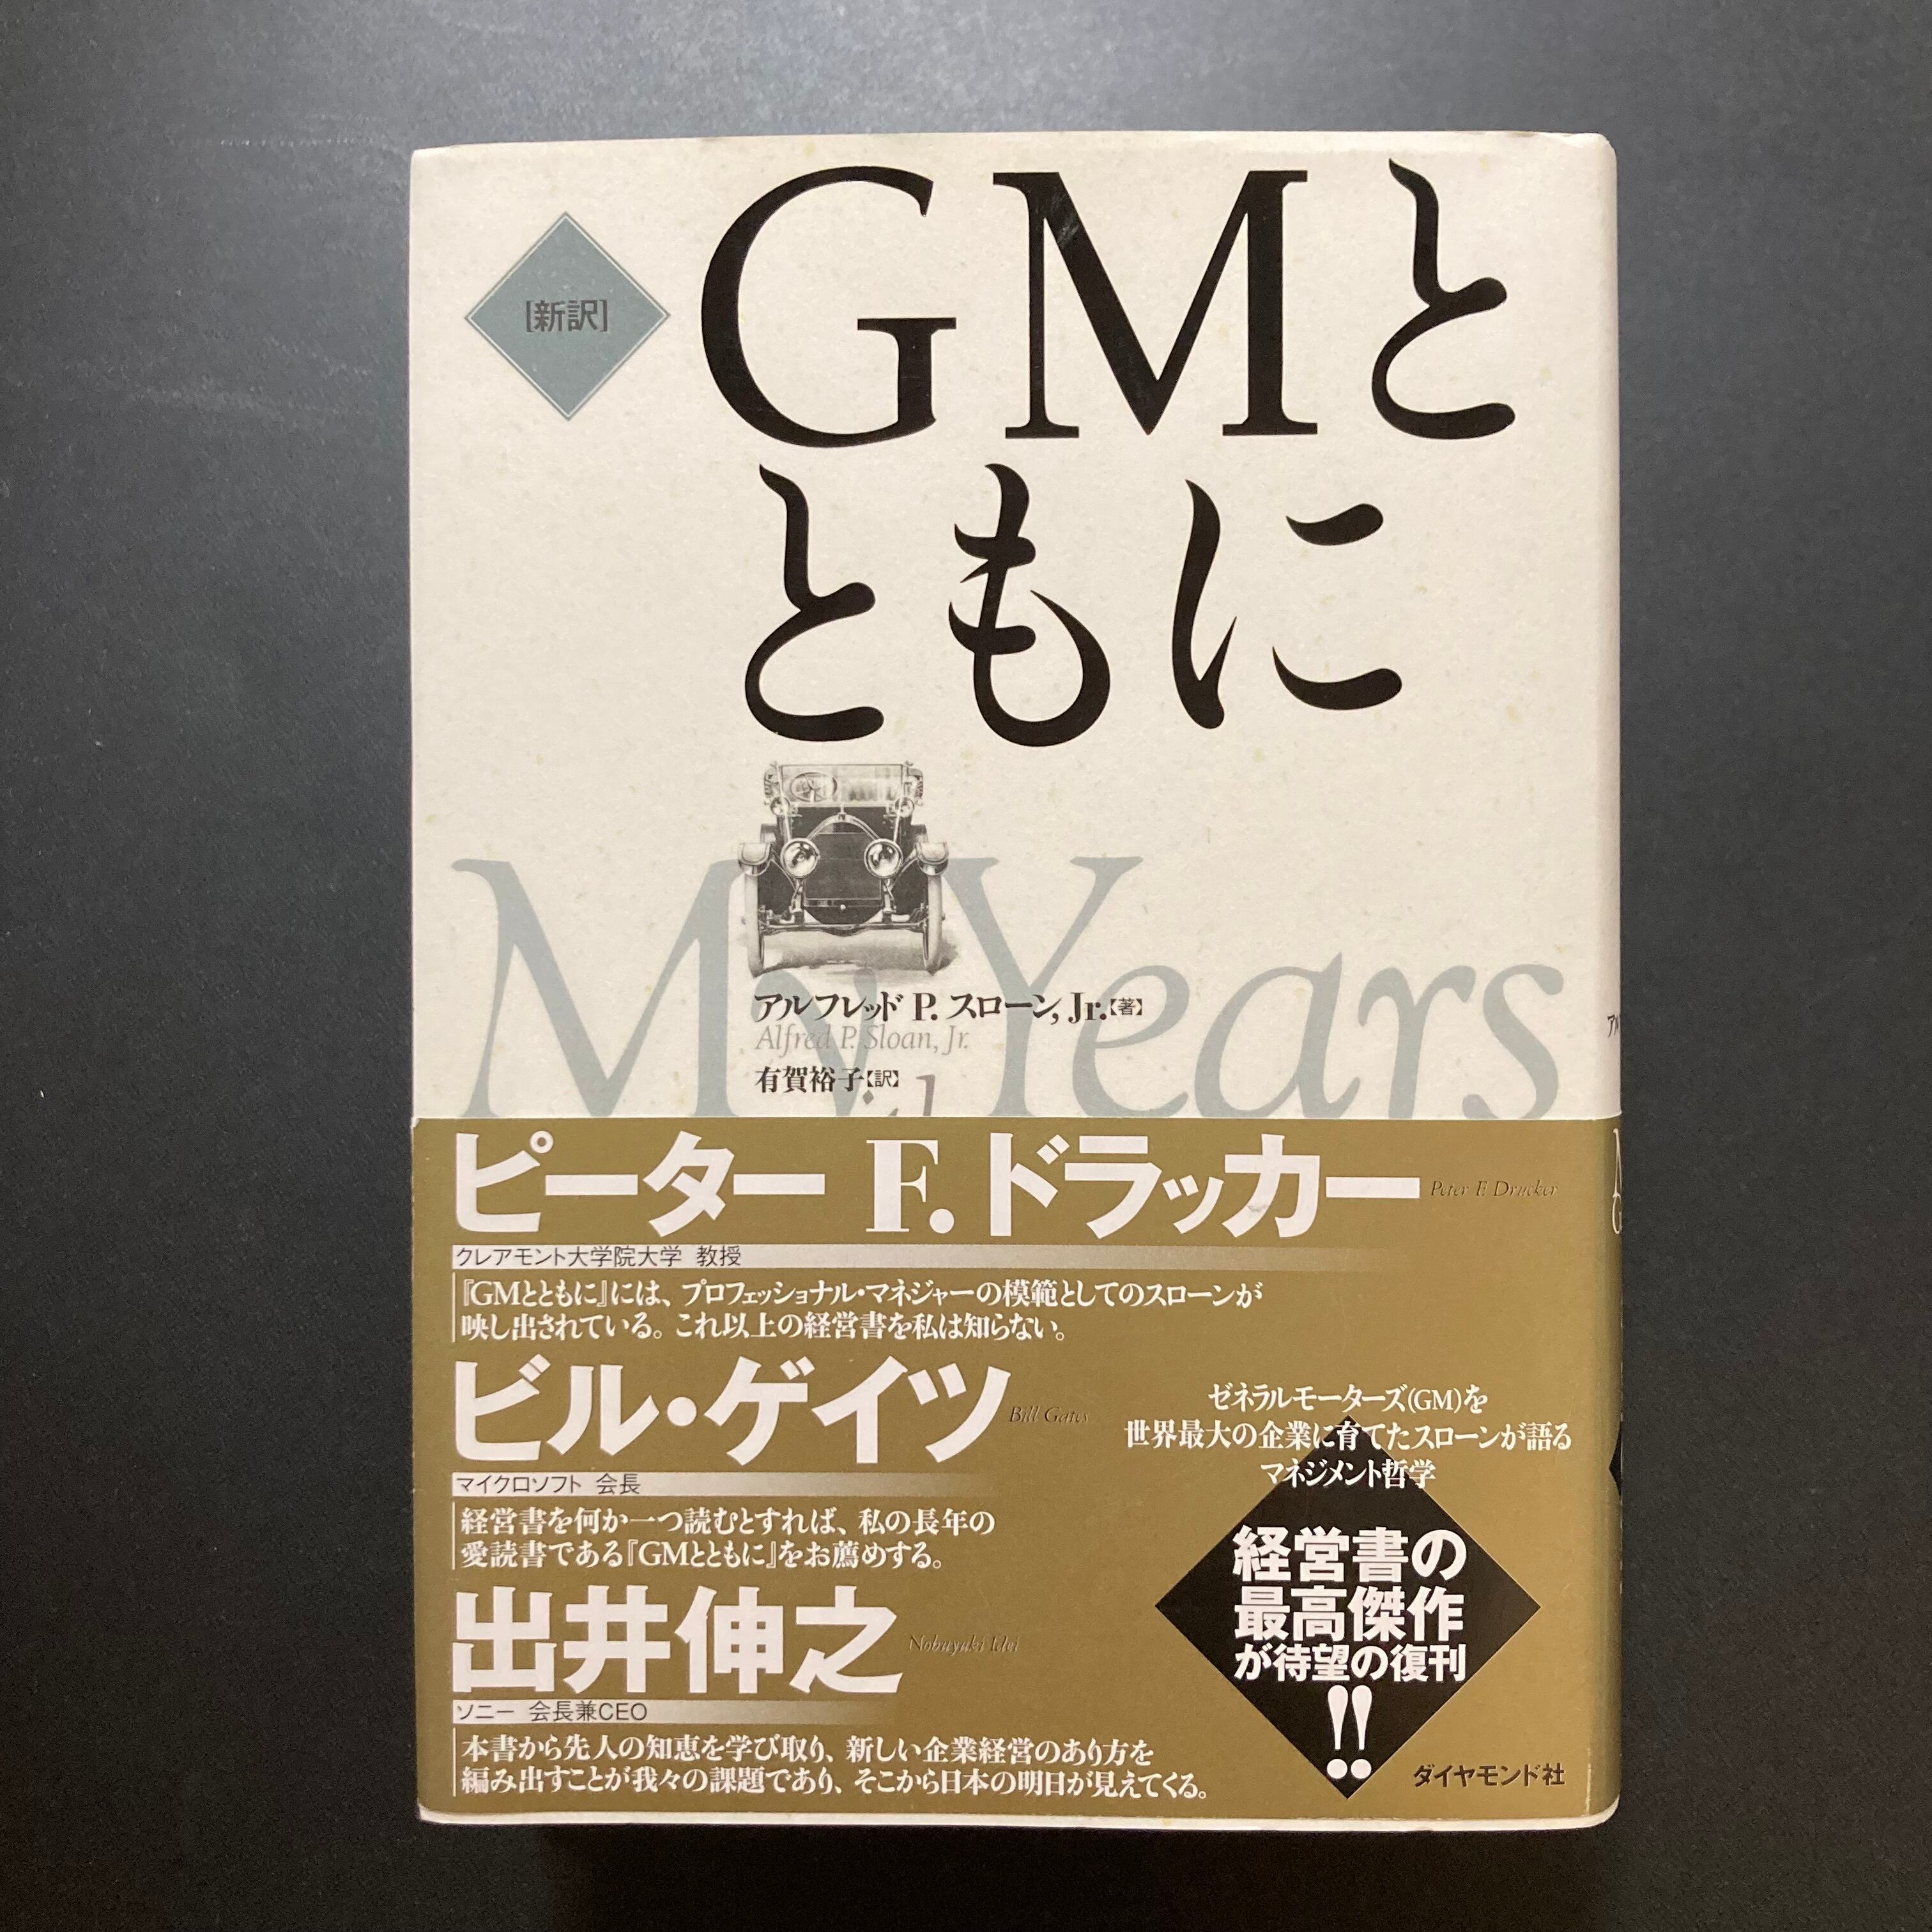 [新訳]
GMと
ともに
My Years
アルフレッド P. スローン, Jr.【著】
Alfred P. Sloan, Jr.
有賀裕子【訳】
ピーター F. ドラッカー Peter F. Drucker
クレアモント大学院大学 教授
『GMとともに』には、プロフェッショナル・マネジャーの模範としてのスローンが
映し出されている。これ以上の経営書を私は知らない。
ビル・ゲイツ Bill Gates
マイクロソフト 会長
経営書を何か一つ読むとすれば、私の長年の
愛読書である『GMとともに』をお薦めする。
出井伸之 Nobuyuki Idei
ソニー 会長兼CEO
本書から先人の知恵を学び取り、新しい企業経営のあり方を
編み出すことが我々の課題であり、そこから日本の明日が見えてくる。
ゼネラルモーターズ(GM)を
世界最大の企業に育てたスローンが語る
マネジメント哲学
経営書の
最高傑作
が待望の復刊
!!
ダイヤモンド社